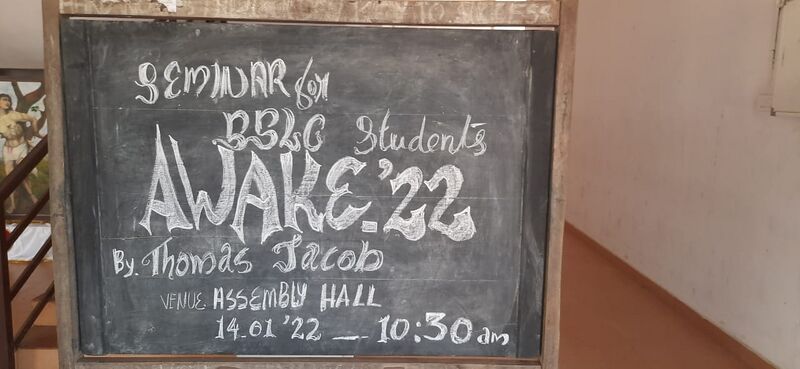 SEMINAR for
BSLC Students
AWAKE.'22
By. Thomas Jacob
VENUE ASSEMBLY HALL
14.01 '22 — 10:30 am